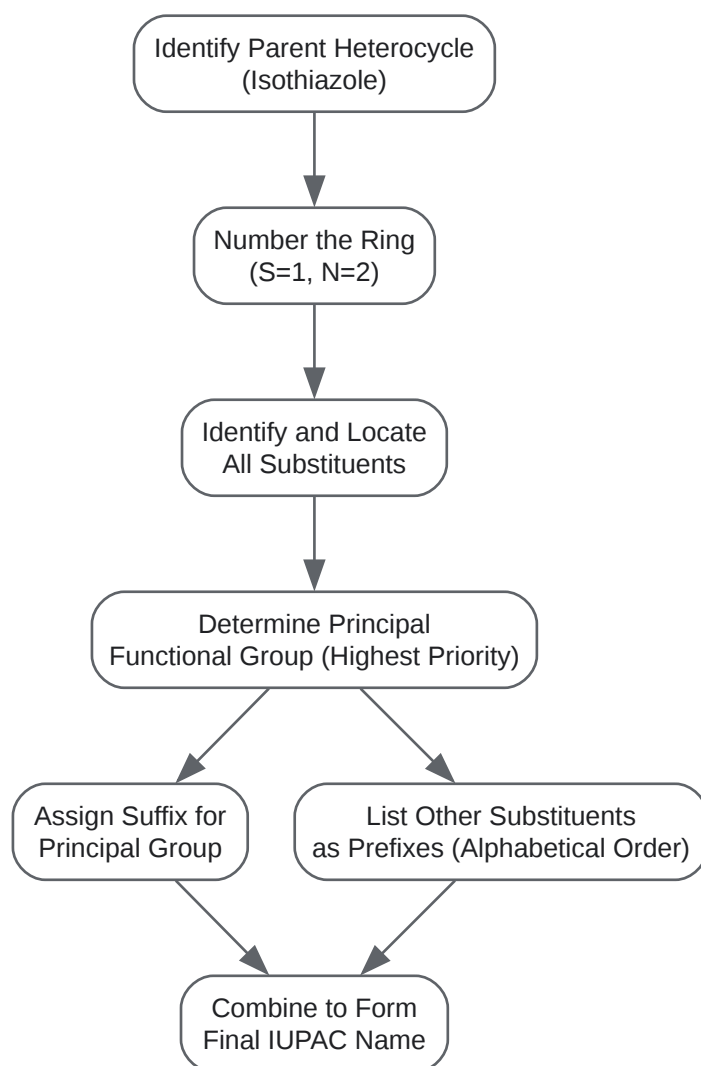 Identify Parent Heterocycle
(Isothiazole)
Number the Ring
(S=1, N=2)
Identify and Locate
All Substituents
Determine Principal
Functional Group (Highest Priority)
Assign Suffix for
Principal Group
List Other Substituents
as Prefixes (Alphabetical Order)
Combine to Form
Final IUPAC Name